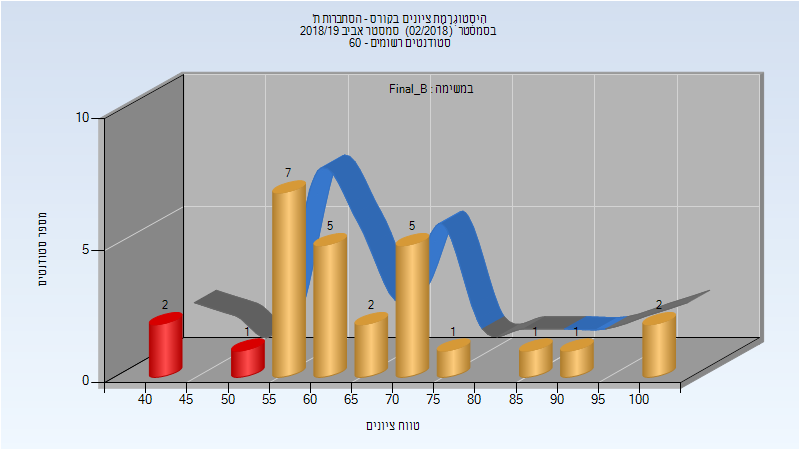 היסטוגרמת ציונים בקורס - הסתברות ת'
בסמסטר (02/2018) סמסטר אביב 2018/19
סטודנטים רשומים - 60
במשימה : Final_B
מספר סטודנטים
10
5
0
2
1
7
5
2
5
1
1
1
2
40 45 50 55 60 65 70 75 80 85 90 95 100
טווח ציונים